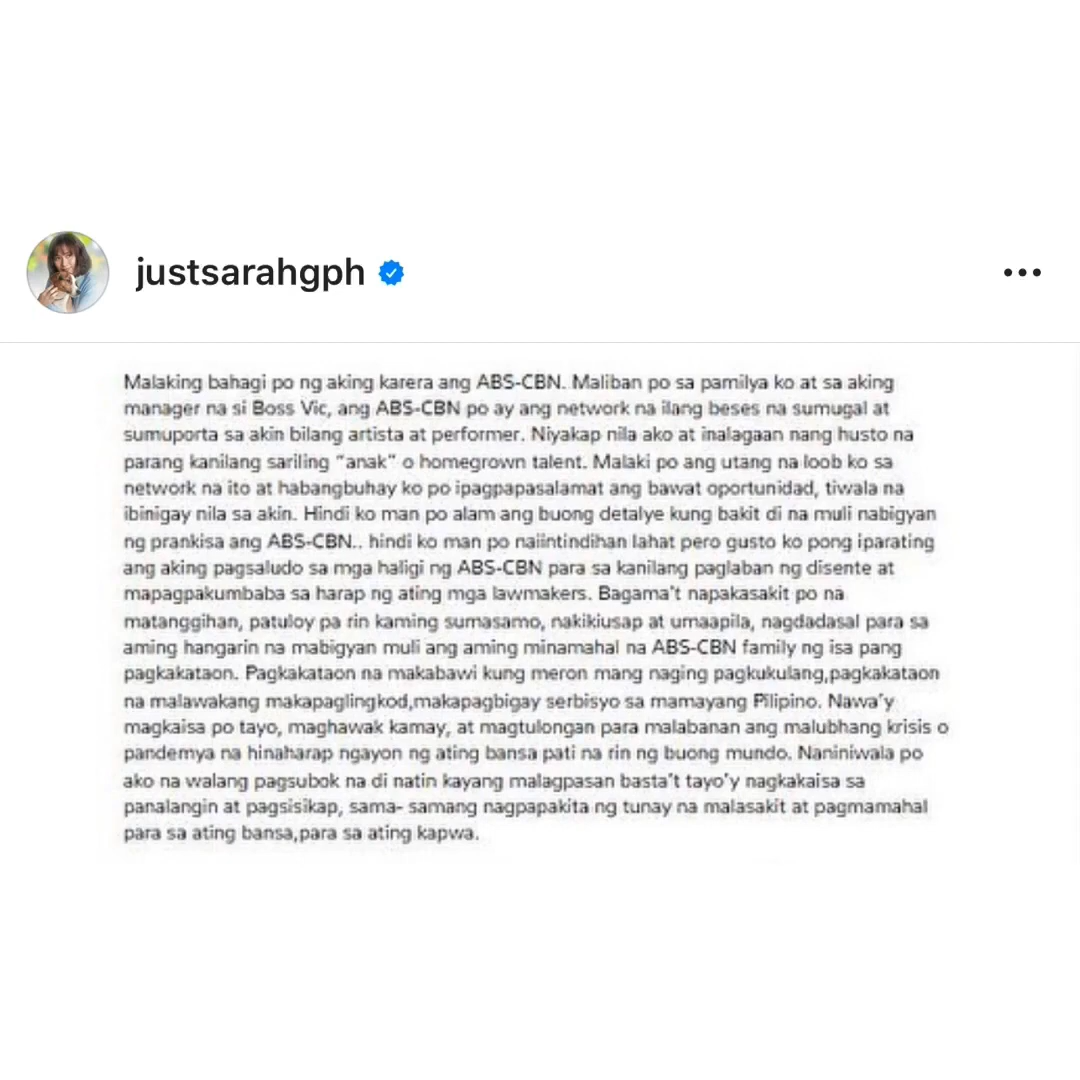 justsarahgph
Malaking bahagi po ng aking karera ang ABS-CBN. Maliban po sa pamilya ko at sa aking
manager na si Boss Vic, ang ABS-CBN po ay ang network na ilang beses na sumugal at
sumuporta sa akin bilang artista at performer. Niyakap nila ako at inalagaan nang husto na
parang kanilang sariling "anak" o homegrown talent. Malaki po ang utang na loob ko sa
network na ito at habangbuhay ko po ipagpapasalamat ang bawat oportunidad, tiwala na
ibinigay nila sa akin. Hindi ko man po alam ang buong detalye kung bakit di na muli nabigyan
ng prankisa ang ABS-CBN.. hindi ko man po naiintindihan lahat pero gusto ko pong iparating
ang aking pagsaludo sa mga haligi ng ABS-CBN para sa kanilang paglaban ng disente at
mapagpakumbaba sa harap ng ating mga lawmakers. Bagama't napakasakit po na
matanggihan, patuloy pa rin kaming sumasamo, nakikiusap at umaapila, nagdadasal para sa
aming hangarin na mabigyan muli ang aming minamahal na ABS-CBN family ng isa pang
pagkakataon. Pagkakataon na makabawi kung meron mang naging pagkukulang,pagkakataon
na malawakang makapaglingkod,makapagbigay serbisyo sa mamayang Pilipino. Nawa'y
magkaisa po tayo, maghawak kamay, at magtulongan para malabanan ang malubhang krisis o
pandemya na hinaharap ngayon ng ating bansa pati na rin ng buong mundo. Naniniwala po
ako na walang pagsubok na di natin kayang malagpasan basta't tayo'y nagkakaisa sa
panalangin at pagsisikap, sama- samang nagpapakita ng tunay na malasakit at pagmamahal
para sa ating bansa,para sa ating kapwa.